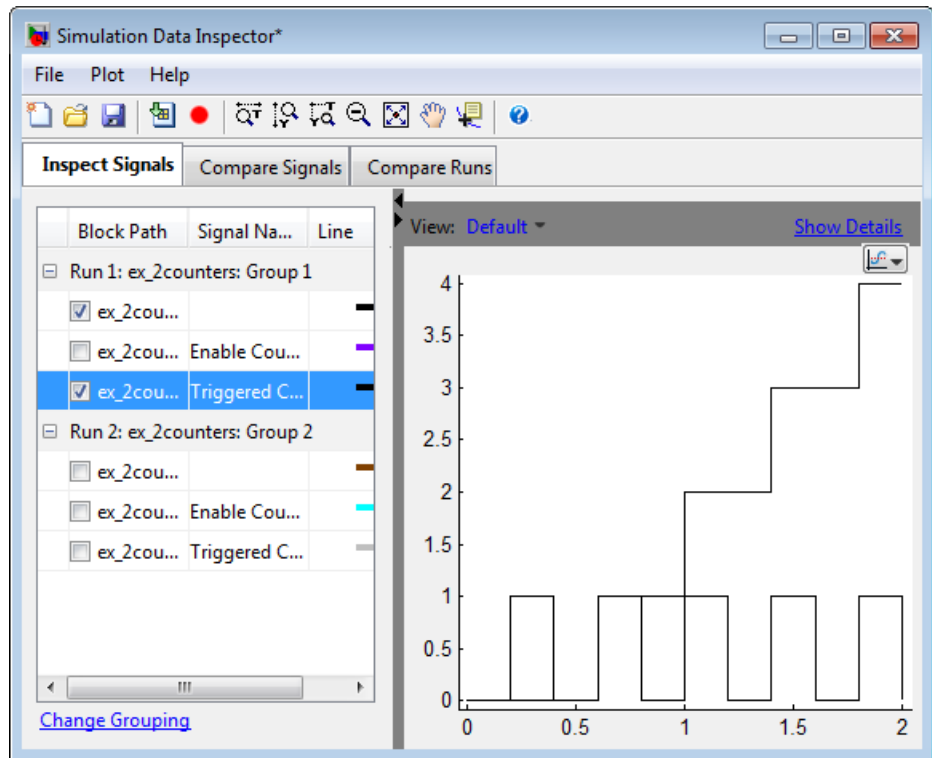 Simulation Data Inspector*
File Plot Help
Inspect Signals Compare Signals Compare Runs
Block Path Signal Na... Line
View: Default Show Details
Run 1: ex_2counters: Group 1
ex_2cou...
ex_2cou... Enable Cou...
ex_2cou... Triggered C...
Run 2: ex_2counters: Group 2
ex_2cou...
ex_2cou... Enable Cou...
ex_2cou... Triggered C...
Change Grouping
4
3.5
3
2.5
2
1.5
1
0.5
0
0 0.5 1 1.5 2